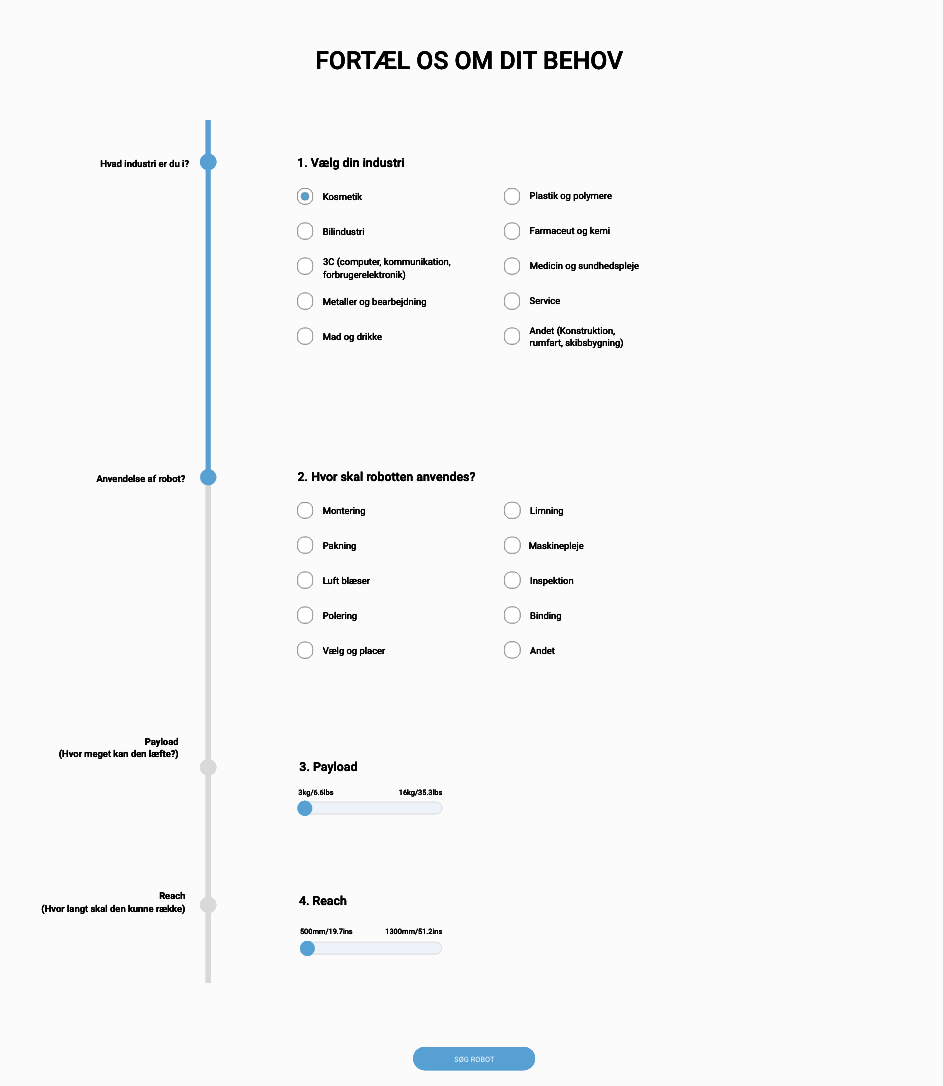 FORTÆL OS OM DIT BEHOV
Hvad industri er du i?
1. Vælg din industri
Kosmetik
Plastik og polymere
Bilindustri
Farmaceut og kemi
3C (computer, kommunikation,
forbrugerelektronik)
Medicin og sundhedspleje
Metaller og bearbejdning
Service
Mad og drikke
Andet (Konstruktion,
rumfart, skibsbygning)
Anvendelse af robot?
2. Hvor skal robotten anvendes?
Montering
Limning
Pakning
Maskinepleje
Luft blæser
Inspektion
Polering
Binding
Vælg og placer
Andet
Payload
(Hvor meget kan den læfte?)
3. Payload
3kg/6.6lbs
16kg/35.3lbs
Reach
(Hvor langt skal den kunne række)
4. Reach
500mm/19.7ins
1300mm/51.2ins
SØG ROBOT